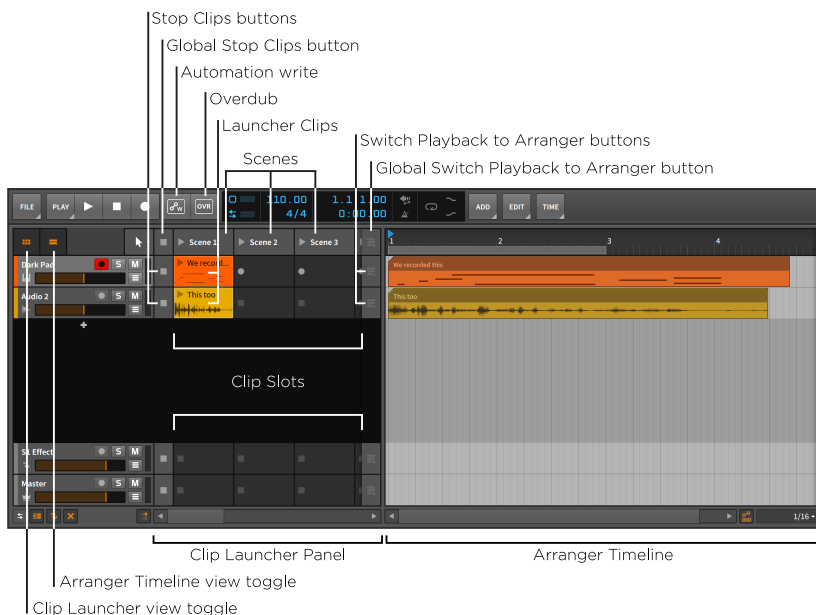 Stop Clips buttons
Global Stop Clips button
Automation write
Overdub
Launcher Clips
Scenes
Switch Playback to Arranger buttons
Global Switch Playback to Arranger button
FILE PLAY W OVR 110.00 4/4 1.1.1.00 0:00.00 ADD EDIT TIME
Scene 1 Scene 2 Scene 3 1 2 3 4
Dark Pad S M We record... We recorded this
Audio 2 S M This too This too
Clip Slots
S1 Effect S M
Master S M
1/16
Clip Launcher Panel
Arranger Timeline
Arranger Timeline view toggle
Clip Launcher view toggle